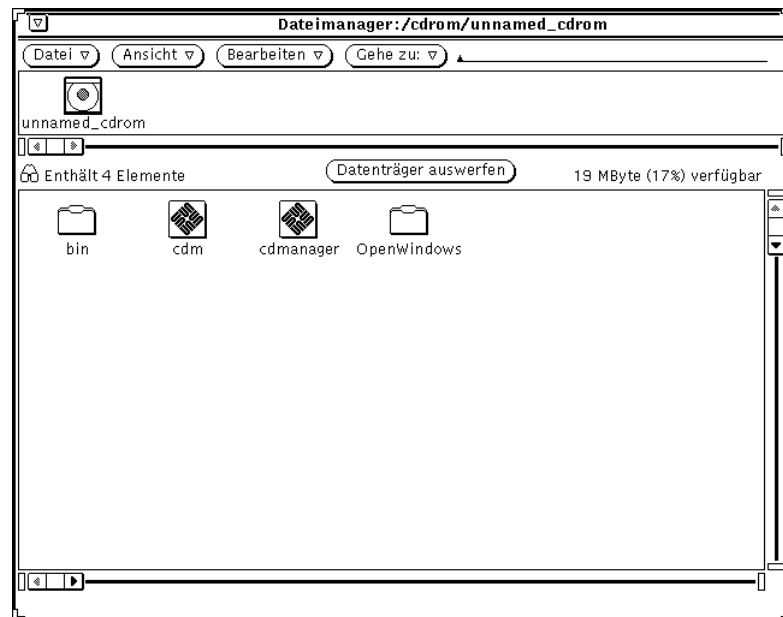 Dateimanager:/cdrom/unnamed_cdrom
Datei Ansicht Bearbeiten Gehe zu:
unnamed_cdrom
Enthält 4 Elemente Datenträger auswerfen 19 MByte (17%) verfügbar
bin cdm cdmanager OpenWindows